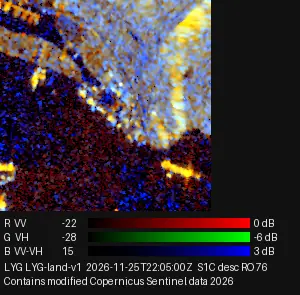 R VV -22 0 dB
G VH -28 -6 dB
B VV-VH 15 3 dB
LYG LYG-land-v1 2026-11-25T22:05:00Z S1C desc RO76
Contains modified Copernicus Sentinel data 2026